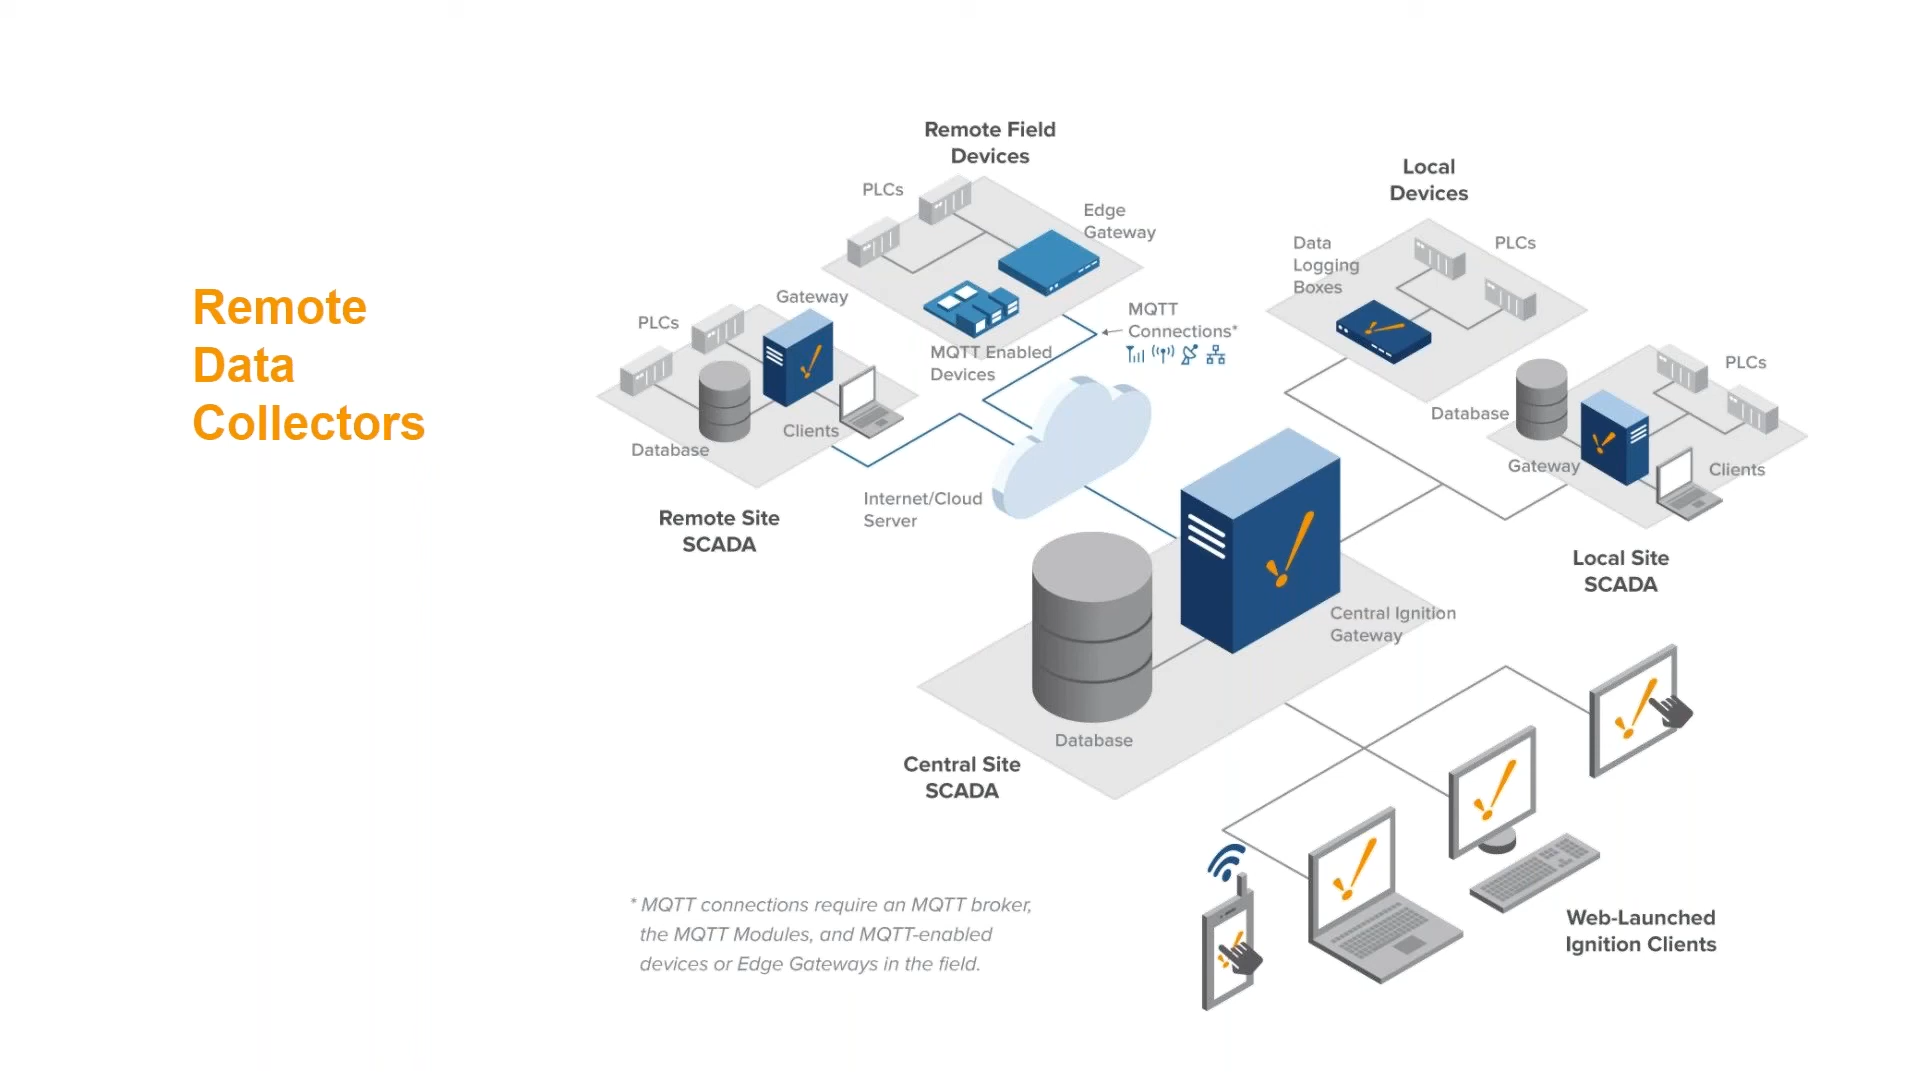 Remote
Data
Collectors
Remote Field
Devices
PLCs
Edge
Gateway
MQTT Enabled
Devices
MQTT
Connections*
Local
Devices
Data
Logging
Boxes
PLCs
Gateway
PLCs
Database
Clients
Remote Site
SCADA
Internet/Cloud
Server
PLCs
Database
Gateway
Clients
Local Site
SCADA
Central Ignition
Gateway
Database
Central Site
SCADA
Web-Launched
Ignition Clients
* MQTT connections require an MQTT broker,
the MQTT Modules, and MQTT-enabled
devices or Edge Gateways in the field.